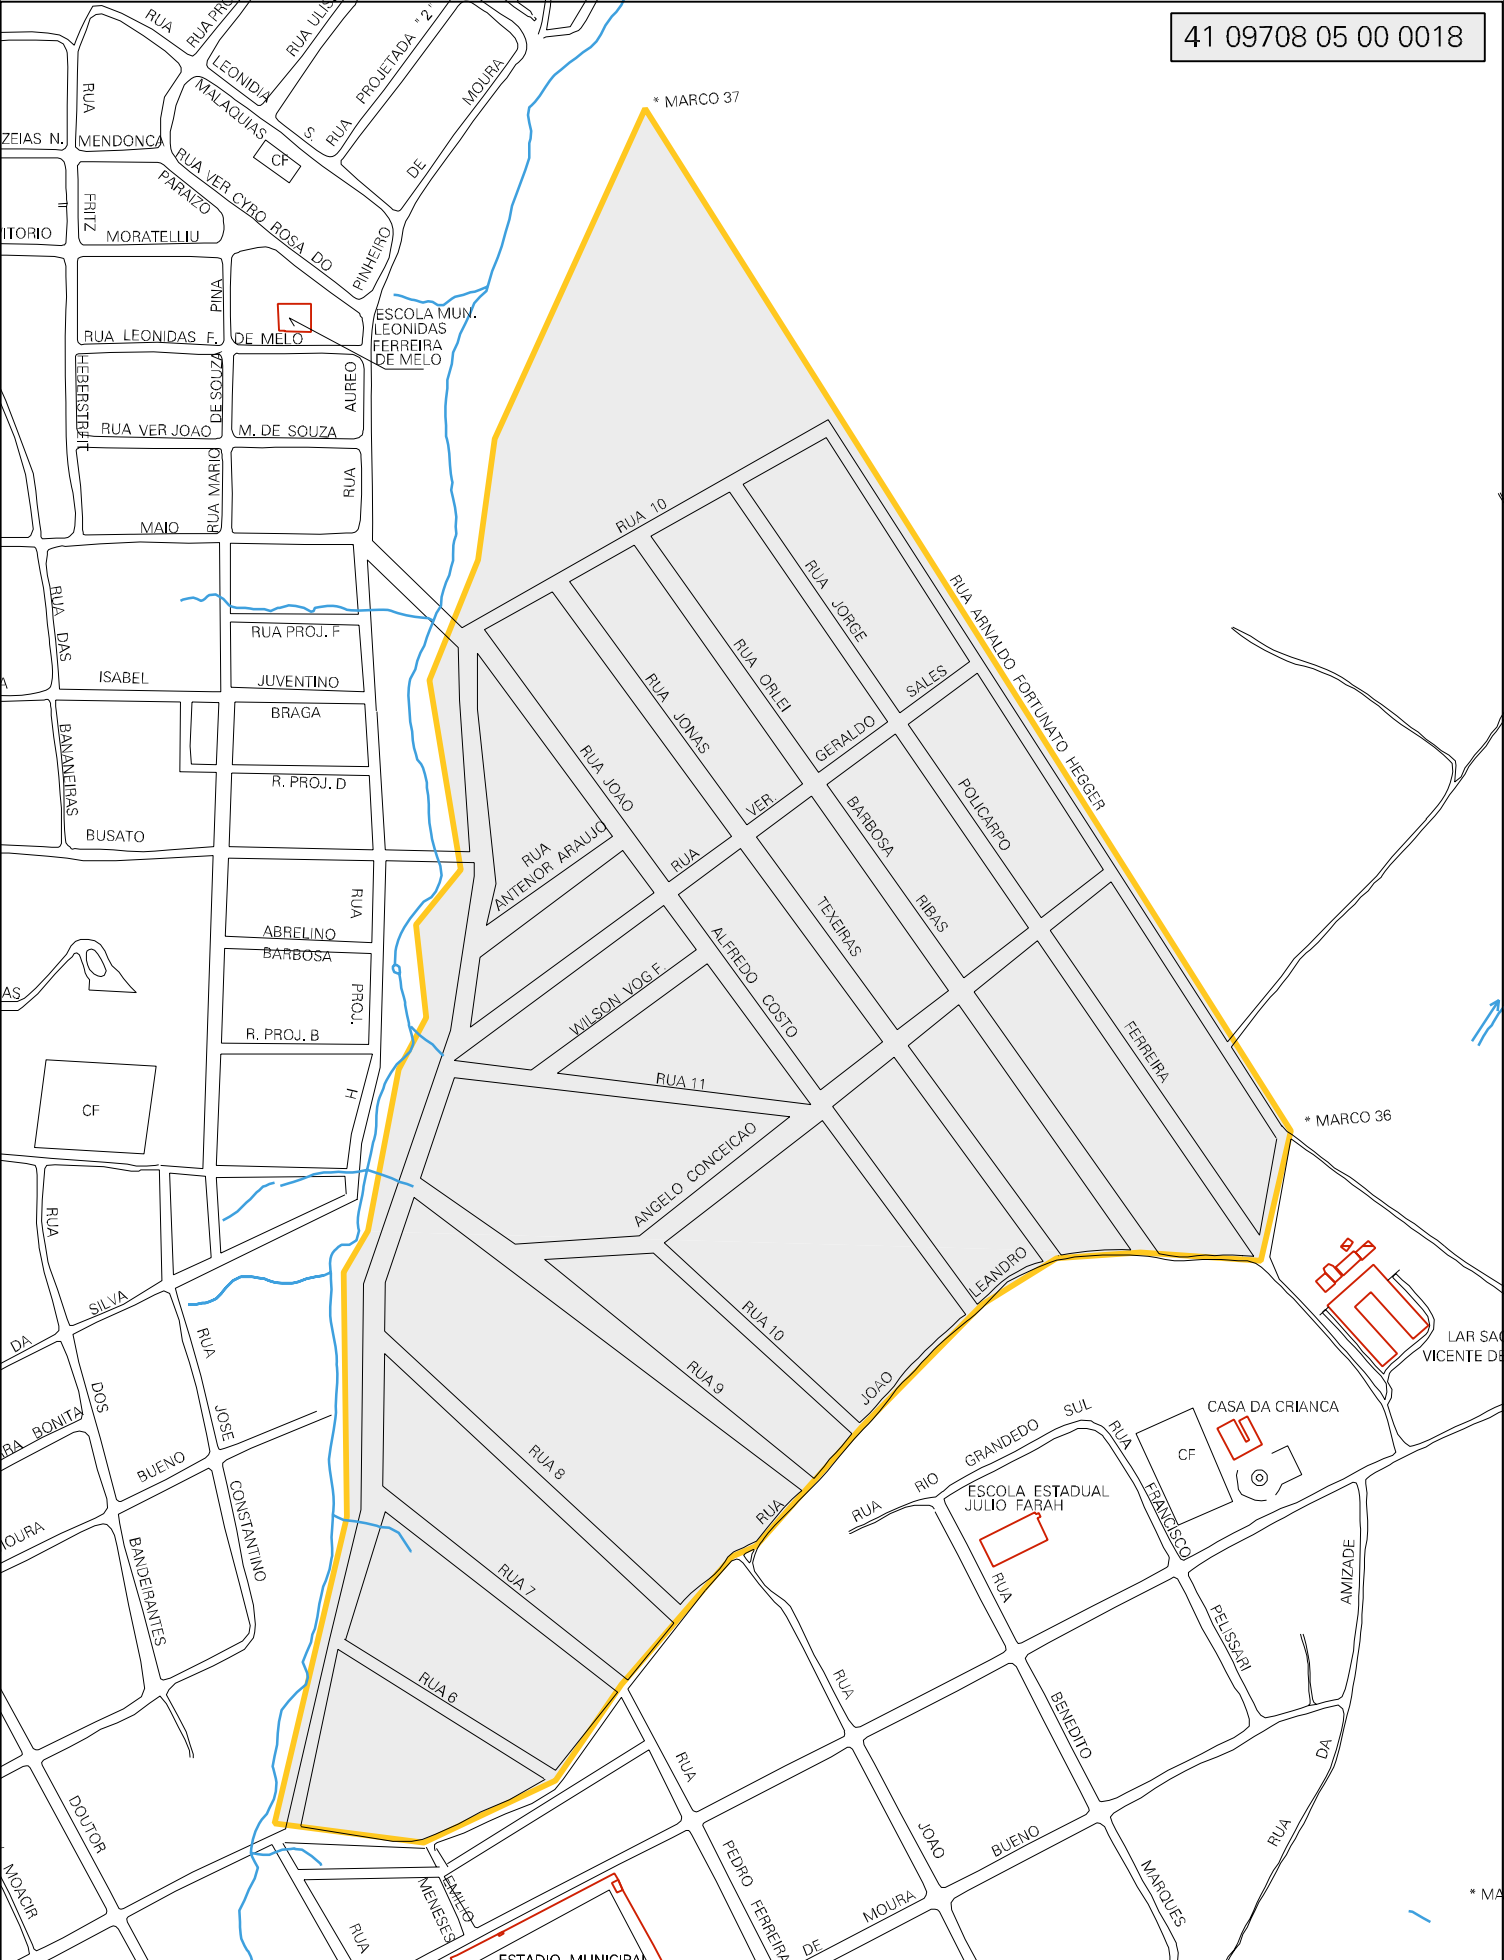 41 09708 05 00 0018
* MARCO 37
RUA
RUA PRO
RUA ULIS
LEONIDIA
RUA PROJETADA "2"
S.
MOURA
DE
MALAQUIAS
CF
RUA
ZEIAS N.
MENDONCA
PARAIZO
RUA VER CYRO ROSA DO
PINHEIRO
FRITZ
ITORIO
MORATELLIU
PINA
ESCOLA MUN.
LEONIDAS
FERREIRA
DE MELO
RUA LEONIDAS F. DE MELO
HEBERSTREIT
DE SOUZA
AUREO
RUA VER JOAO M. DE SOUZA
RUA MARIO
RUA
MAIO
RUA 10
RUA DAS
RUA PROJ. F
ISABEL
JUVENTINO
BRAGA
BANANEIRAS
R. PROJ. D
BUSATO
RUA
ABRELINO
BARBOSA
PROJ.
R. PROJ. B
H
AS
CF
RUA JORGE
RUA ORLEI
RUA JONAS
RUA JOAO
RUA ARNALDO FORTUNATO HEGGER
SALES
GERALDO
VER.
RUA
RUA
ANTENOR ARAUJO
BARBOSA
POLICARPO
TEXEIRAS
RIBAS
ALFREDO COSTO
WILSON VOG F.
FERREIRA
RUA 11
* MARCO 36
ANGELO CONCEICAO
RUA
SILVA
DA
RUA
LEANDRO
RUA 10
RUA 9
JOAO
LAR SAO
VICENTE DE
DOS
JOSE
RA BONITA
BUENO
CONSTANTINO
RUA 8
RUA
CASA DA CRIANCA
CF
RUA RIO GRANDEDO SUL
RUA
FRANCISCO
ESCOLA ESTADUAL
JULIO FARAH
MOURA
BANDEIRANTES
RUA 7
RUA
AMIZADE
PELISSARI
RUA 6
RUA
BENEDITO
DA
RUA
DOUTOR
RUA
JOAO
BUENO
PEDRO FERREIRA
MOACIR
EMILIO
MENESES
MOURA
DE
MARQUES
RUA
ESTADIO MUNICIPAL
* MA